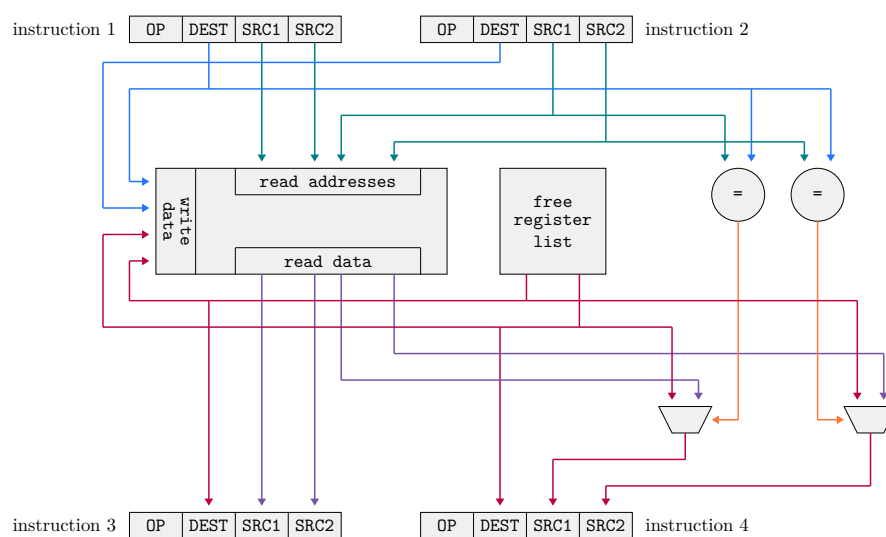 instruction 1 OP DEST SRC1 SRC2 OP DEST SRC1 SRC2 instruction 2
read addresses
write data
free
register
list
= =
read data
instruction 3 OP DEST SRC1 SRC2 OP DEST SRC1 SRC2 instruction 4